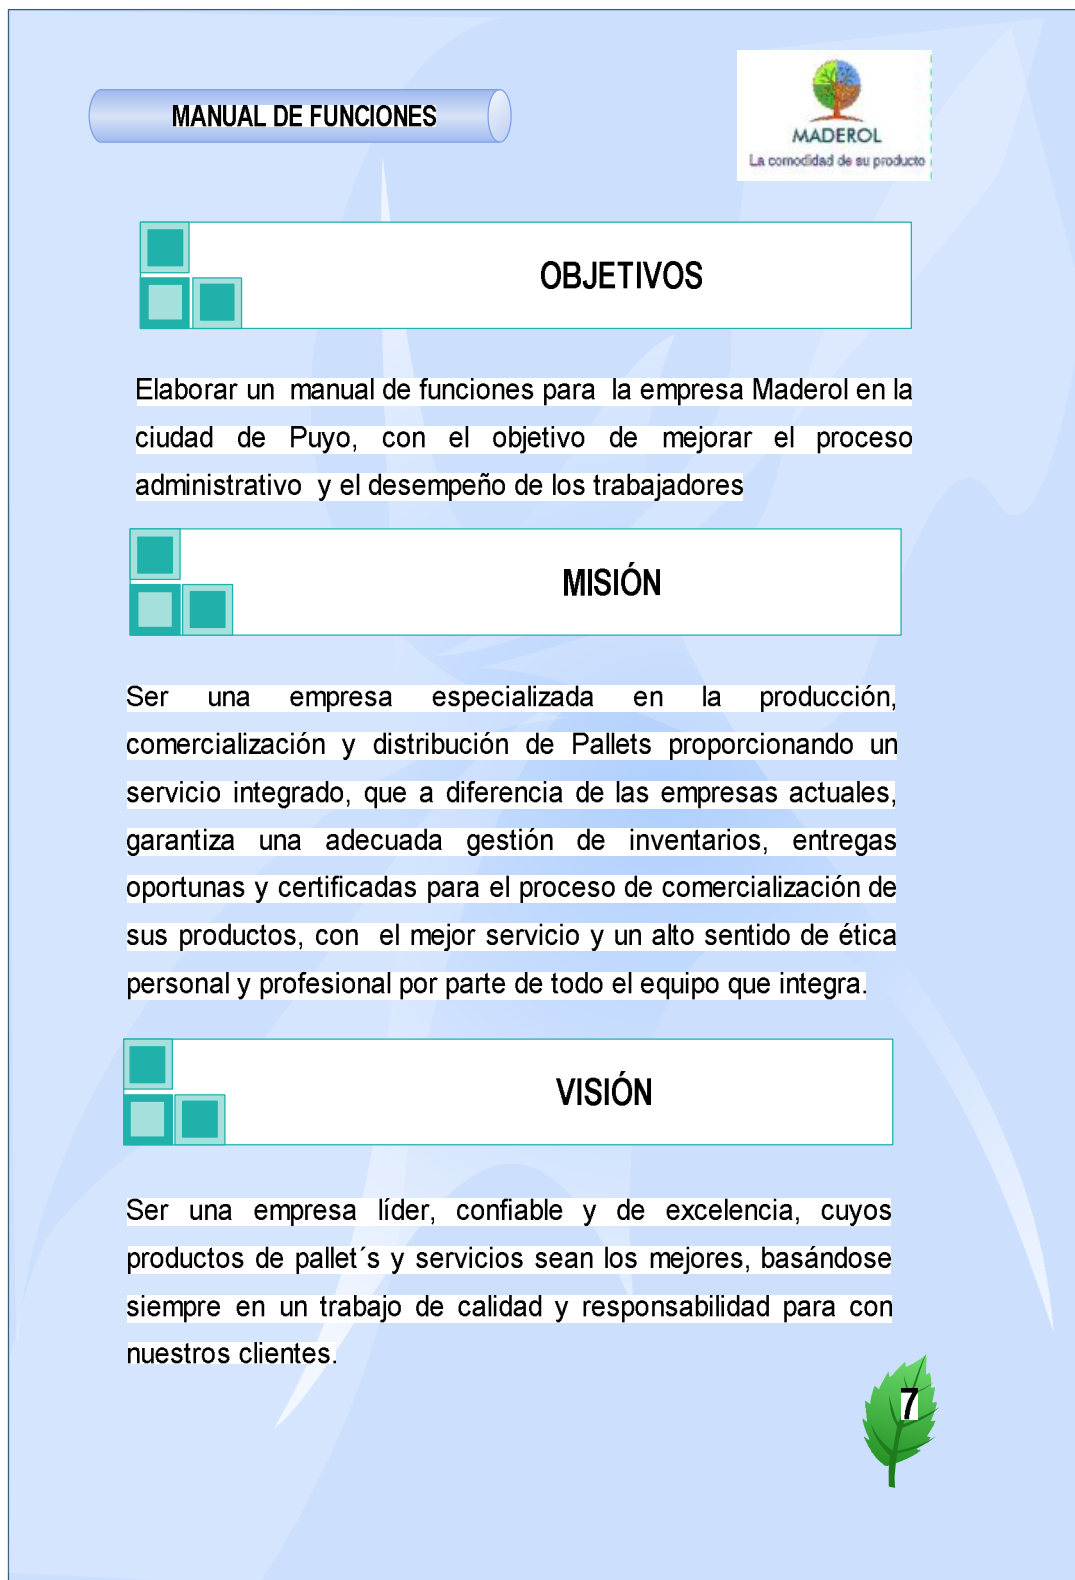 MANUAL DE FUNCIONES
MADEROL
La comodidad de su producto
OBJETIVOS
Elaborar un manual de funciones para la empresa Maderol en la
ciudad de Puyo, con el objetivo de mejorar el proceso
administrativo y el desempeño de los trabajadores
MISIÓN
Ser una empresa especializada en la producción,
comercialización y distribución de Pallets proporcionando un
servicio integrado, que a diferencia de las empresas actuales,
garantiza una adecuada gestión de inventarios, entregas
oportunas y certificadas para el proceso de comercialización de
sus productos, con el mejor servicio y un alto sentido de ética
personal y profesional por parte de todo el equipo que integra.
VISIÓN
Ser una empresa líder, confiable y de excelencia, cuyos
productos de pallet´s y servicios sean los mejores, basándose
siempre en un trabajo de calidad y responsabilidad para con
nuestros clientes.
7